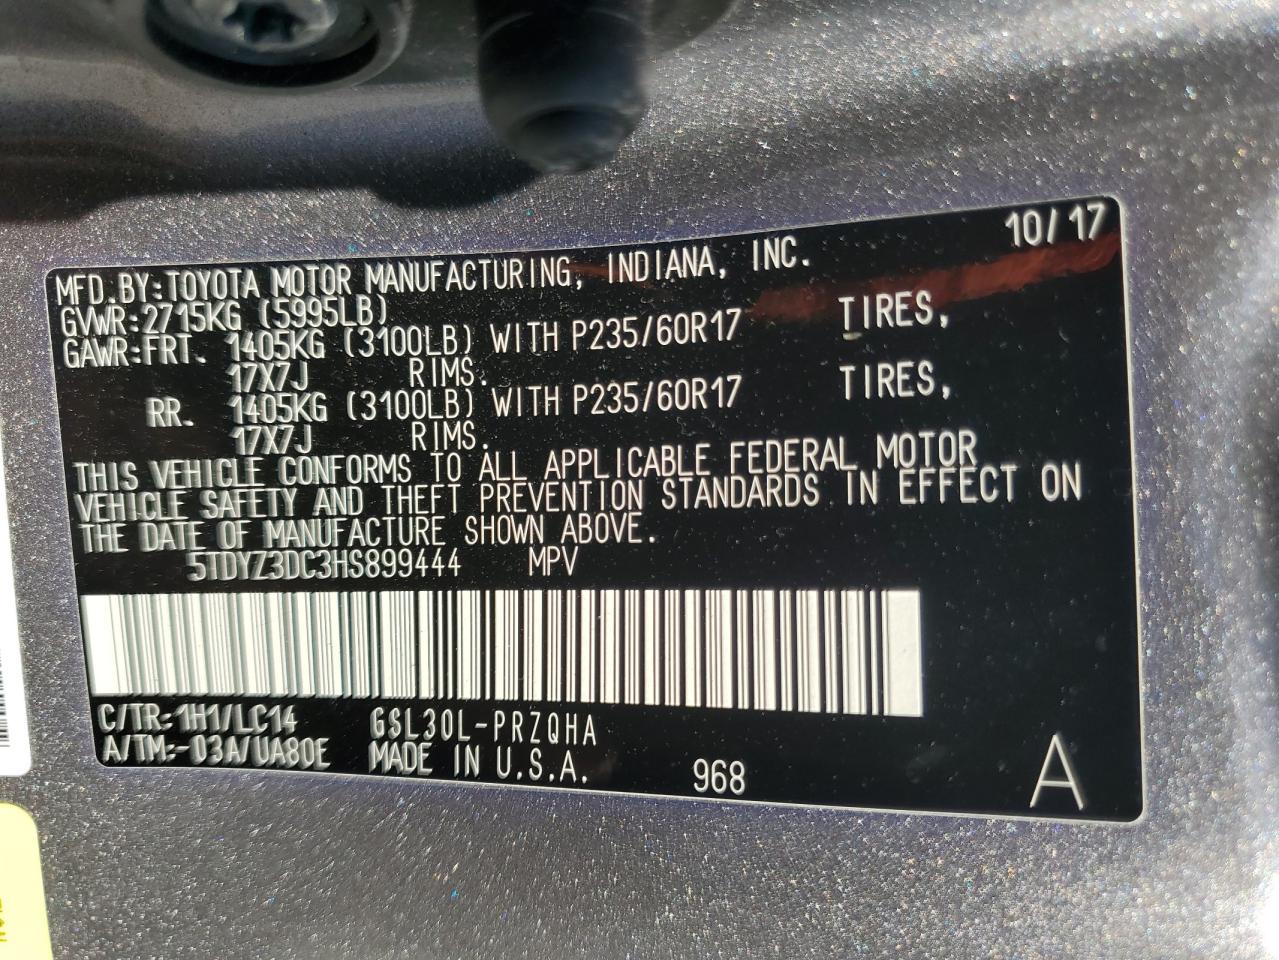 10/17
MFD.BY:TOYOTA MOTOR MANUFACTURING, INDIANA, INC.
GVWR:2715KG (5995LB)
GAWR:FRT. 1405KG (3100LB) WITH P235/60R17 TIRES,
17X7J RIMS.
RR. 1405KG (3100LB) WITH P235/60R17 TIRES,
17X7J RIMS.
THIS VEHICLE CONFORMS TO ALL APPLICABLE FEDERAL MOTOR
VEHICLE SAFETY AND THEFT PREVENTION STANDARDS IN EFFECT ON
THE DATE OF MANUFACTURE SHOWN ABOVE.
5TDYZ3DC3HS899444 MPV
C/TR:1H1/LC14 GSL30L-PRZQHA
A/TM:-03A/UA80E MADE IN U.S.A. 968 A